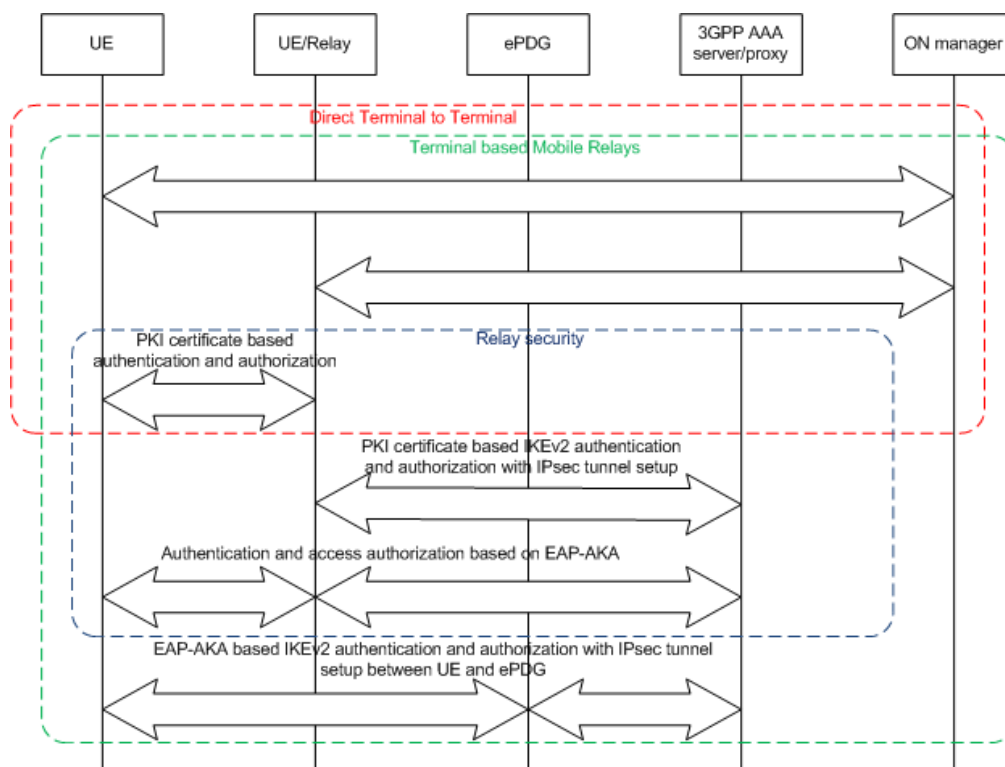 UE
UE/Relay
ePDG
3GPP AAA
server/proxy
ON manager
Direct Terminal to Terminal
Terminal based Mobile Relays
Relay security
PKI certificate based
authentication and authorization
PKI certificate based IKEv2 authentication
and authorization with IPsec tunnel setup
Authentication and access authorization based on EAP-AKA
EAP-AKA based IKEv2 authentication and authorization with IPsec tunnel
setup between UE and ePDG